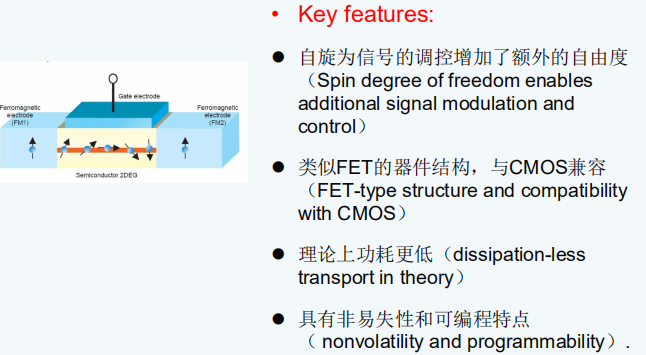 Key features:
自旋为信号的调控增加了额外的自由度
（Spin degree of freedom enables
additional signal modulation and
control）
类似FET的器件结构，与CMOS兼容
（FET-type structure and compatibility
with CMOS）
理论上功耗更低（dissipation-less
transport in theory）
具有非易失性和可编程特点
（ nonvolatility and programmability）.
Gate electrode
Ferromagnetic
electrode
(FM1)
Ferromagnetic
electrode
(FM2)
Semiconductor 2DEG